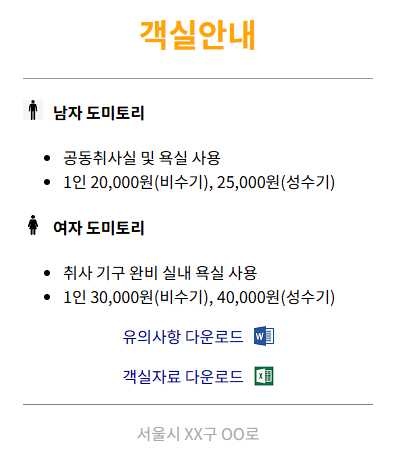 객실안내
남자 도미토리
공동취사실 및 욕실 사용
1인 20,000원(비수기), 25,000원(성수기)
여자 도미토리
취사 기구 완비 실내 욕실 사용
1인 30,000원(비수기), 40,000원(성수기)
유의사항 다운로드
객실자료 다운로드
서울시 XX구 OO로